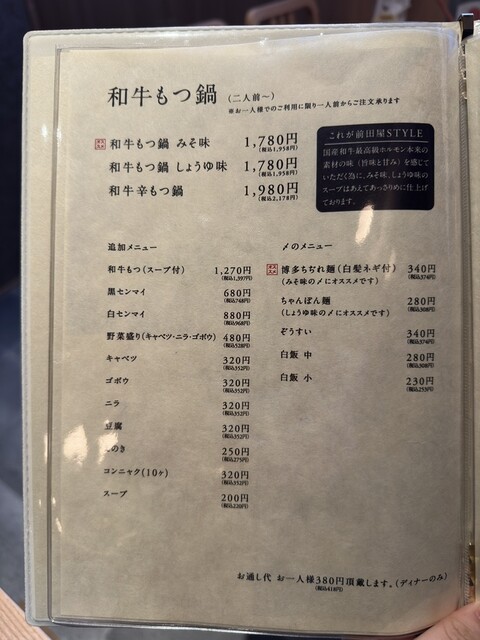 和牛もつ鍋 (二人前〜)
※お一人様でのご利用に限り一人前からご注文承ります
オススメ 和牛もつ鍋 みそ味 1,780円
(税込1,958円)
和牛もつ鍋 しょうゆ味 1,780円
(税込1,958円)
和牛辛もつ鍋 1,980円
(税込2,178円)
これが前田屋STYLE
国産和牛最高級ホルモン本来の
素材の味(旨味と甘み)を感じて
いただく為に、みそ味、しょうゆ味の
スープはあえてあっさりめに仕上げ
ております。
追加メニュー
和牛もつ(スープ付) 1,270円
(税込1,397円)
黒センマイ 680円
(税込748円)
白センマイ 880円
(税込968円)
野菜盛り(キャベツ・ニラ・ゴボウ) 480円
(税込528円)
キャベツ 320円
(税込352円)
ゴボウ 320円
(税込352円)
ニラ 320円
(税込352円)
豆腐 320円
(税込352円)
のき 250円
(税込275円)
コンニャク(10ヶ) 320円
(税込352円)
スープ 200円
(税込220円)
〆のメニュー
オススメ 博多ちぢれ麺(白髪ネギ付) 340円
(みそ味の〆にオススメです) (税込374円)
ちゃんぽん麺 280円
(しょうゆ味の〆にオススメです) (税込308円)
ぞうすい 340円
(税込374円)
白飯 中 280円
(税込308円)
白飯 小 230円
(税込253円)
お通し代 お一人様380円頂戴します。(ディナーのみ)
(税込418円)